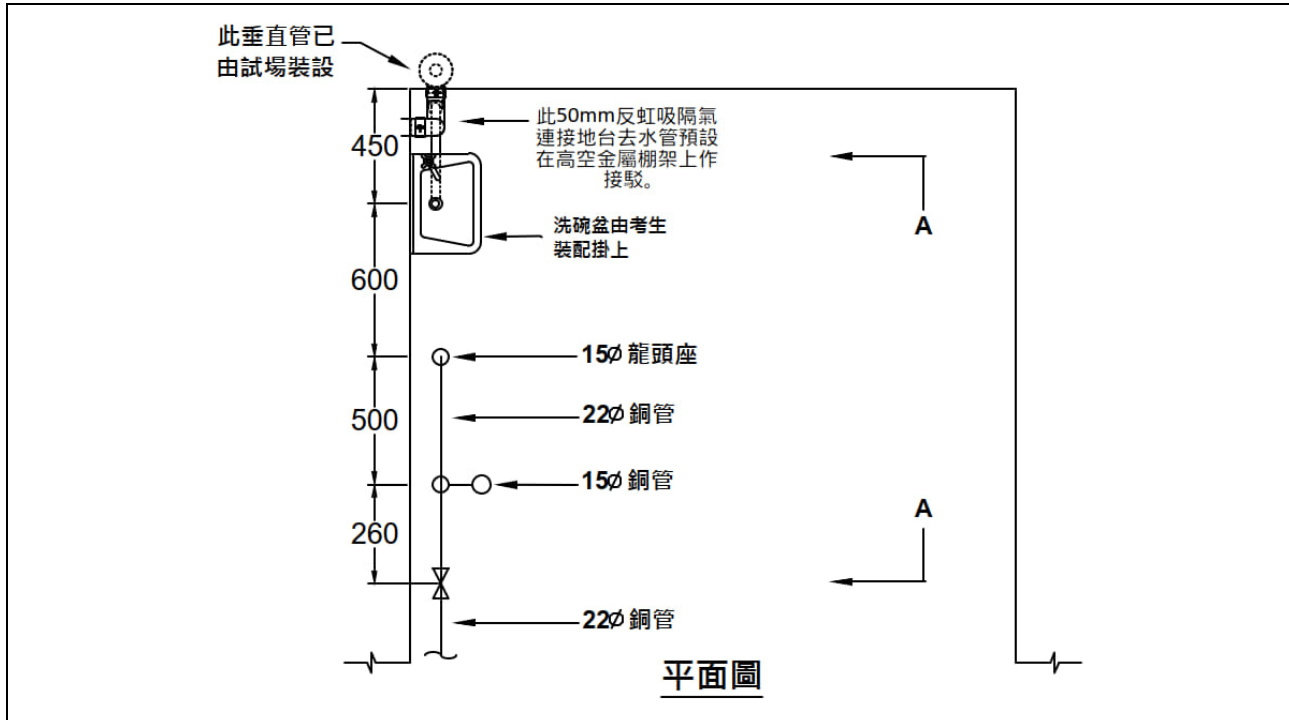 此垂直管已
由試場裝設
此50mm反虹吸隔氣
連接地台去水管預設
在高空金屬棚架上作
接駁。
450
A
洗碗盆由考生
裝配掛上
600
15Ø 龍頭座
22Ø 銅管
500
15Ø 銅管
A
260
22Ø 銅管
平面圖